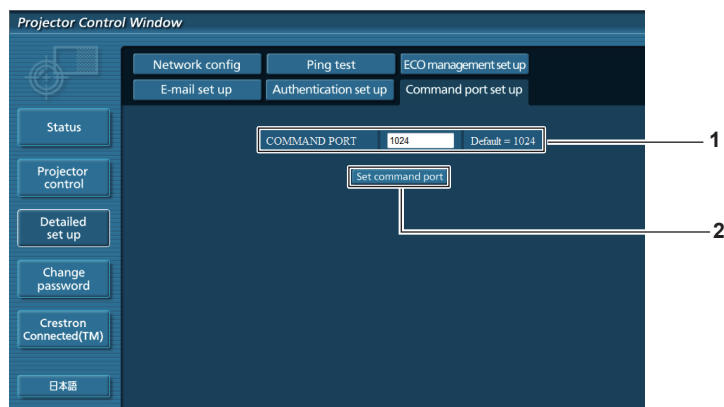 Projector Control Window
Network config
Ping test
ECO management set up
E-mail set up
Authentication set up
Command port set up
Status
Projector
control
Detailed
set up
Change
password
Crestron
Connected(TM)
日本語
COMMAND PORT 1024 Default = 1024
Set command port
1
2